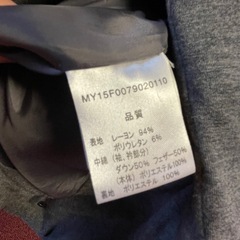 MY15F0079020110
品質
表地 レーヨン 94%
ポリウレタン 6%
中綿 (袖、衿部分)
ダウン50% フェザー50%
(本体) ポリエステル100%
裏地 ポリエステル 100%